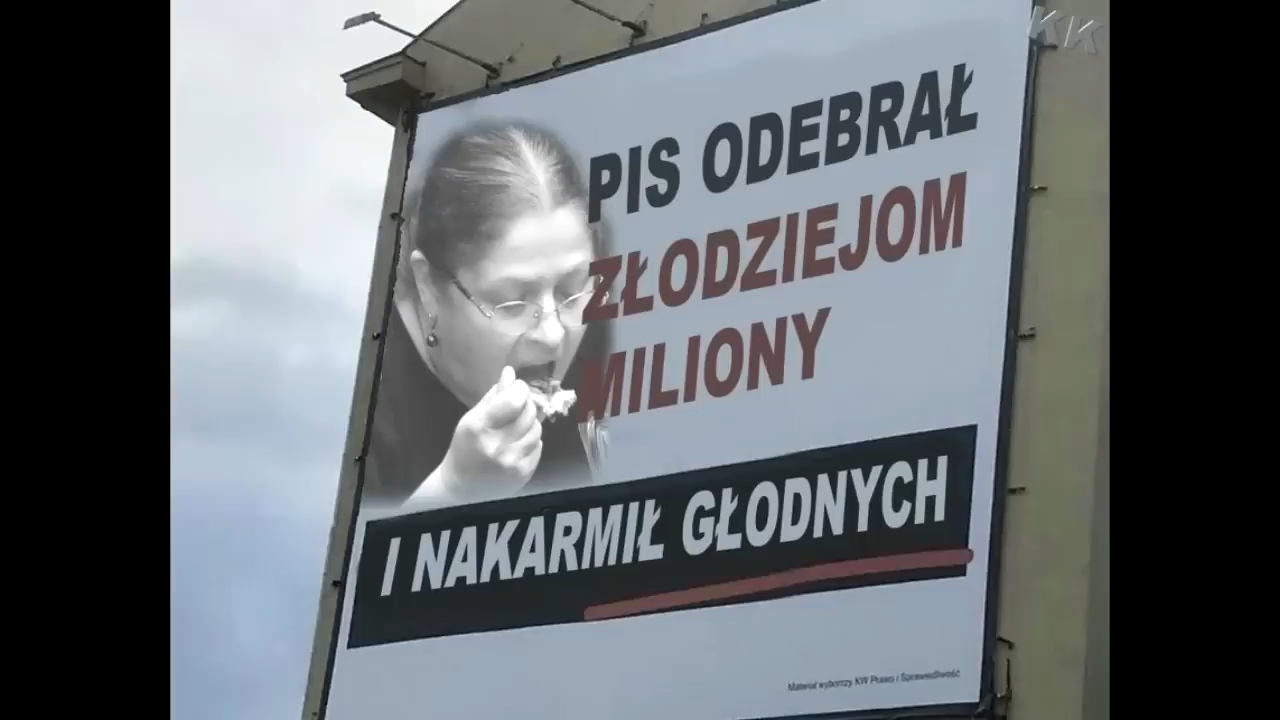 KK
PIS ODEBRAŁ
ZŁODZIEJOM
MILIONY
I NAKARMIŁ GŁODNYCH
Materiał wyborczy KW Prawo i Sprawiedliwość